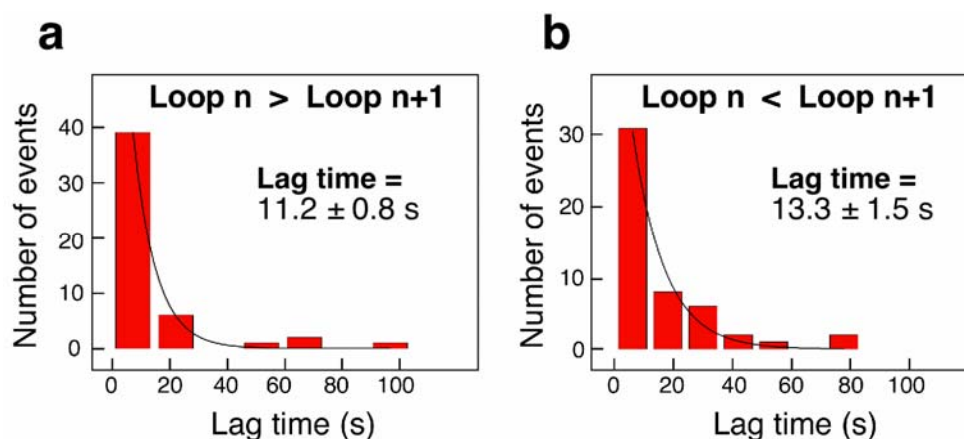 a
Loop n > Loop n+1
Number of events
40
30
20
10
0
Lag time =
11.2 ± 0.8 s
0 20 40 60 80 100
Lag time (s)
b
Loop n < Loop n+1
Number of events
30
20
10
0
Lag time =
13.3 ± 1.5 s
0 20 40 60 80 100
Lag time (s)